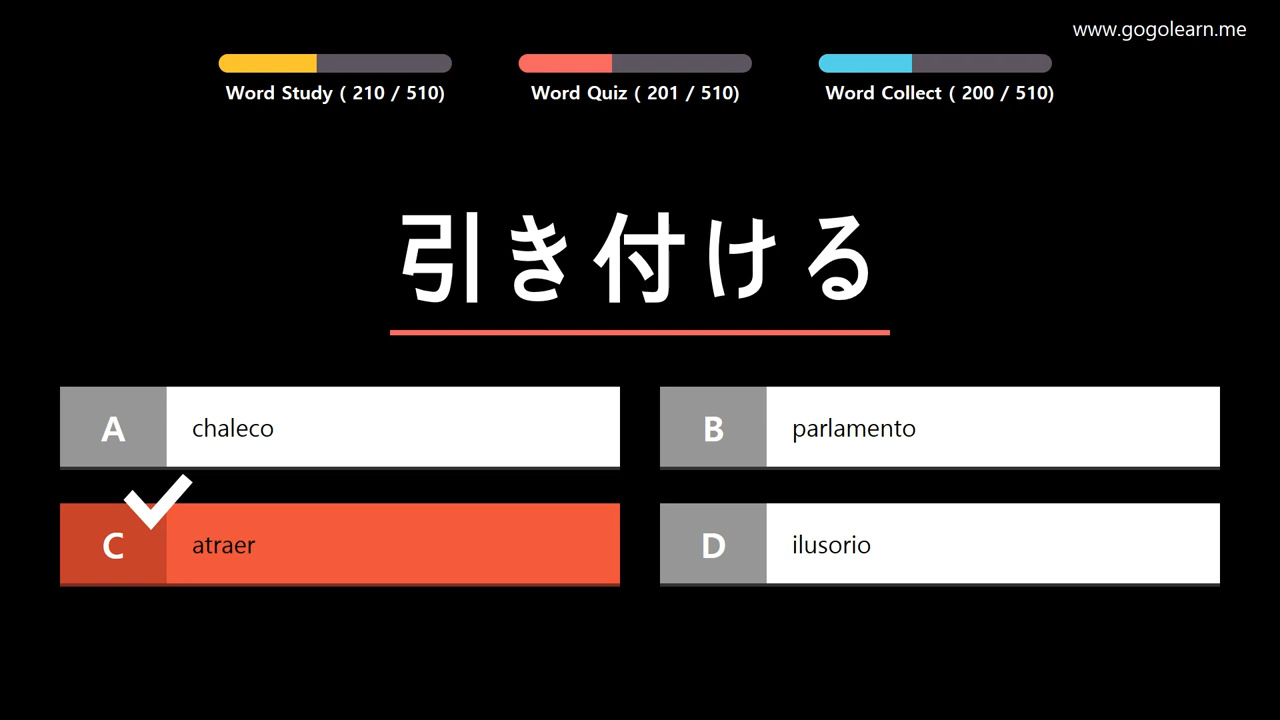 www.gogolearn.me
Word Study ( 210 / 510)
Word Quiz ( 201 / 510)
Word Collect ( 200 / 510)
引き付ける
A chaleco
B parlamento
C atraer
D ilusorio